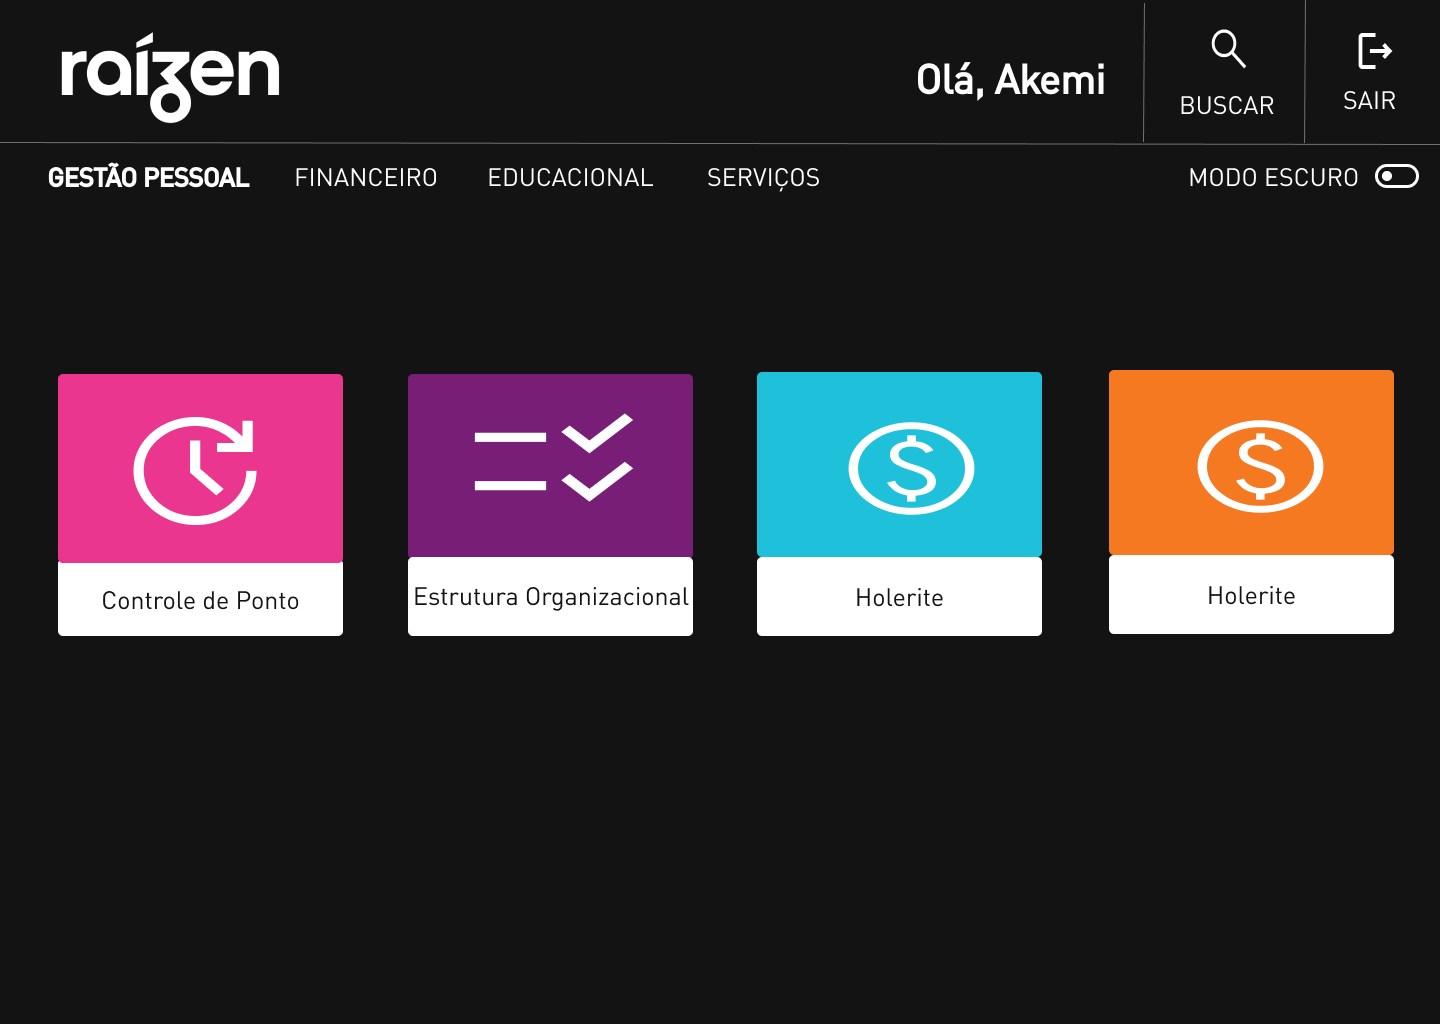 raízen
Olá, Akemi
BUSCAR
SAIR
GESTÃO PESSOAL
FINANCEIRO
EDUCACIONAL
SERVIÇOS
MODO ESCURO
Controle de Ponto
Estrutura Organizacional
Holerite
Holerite